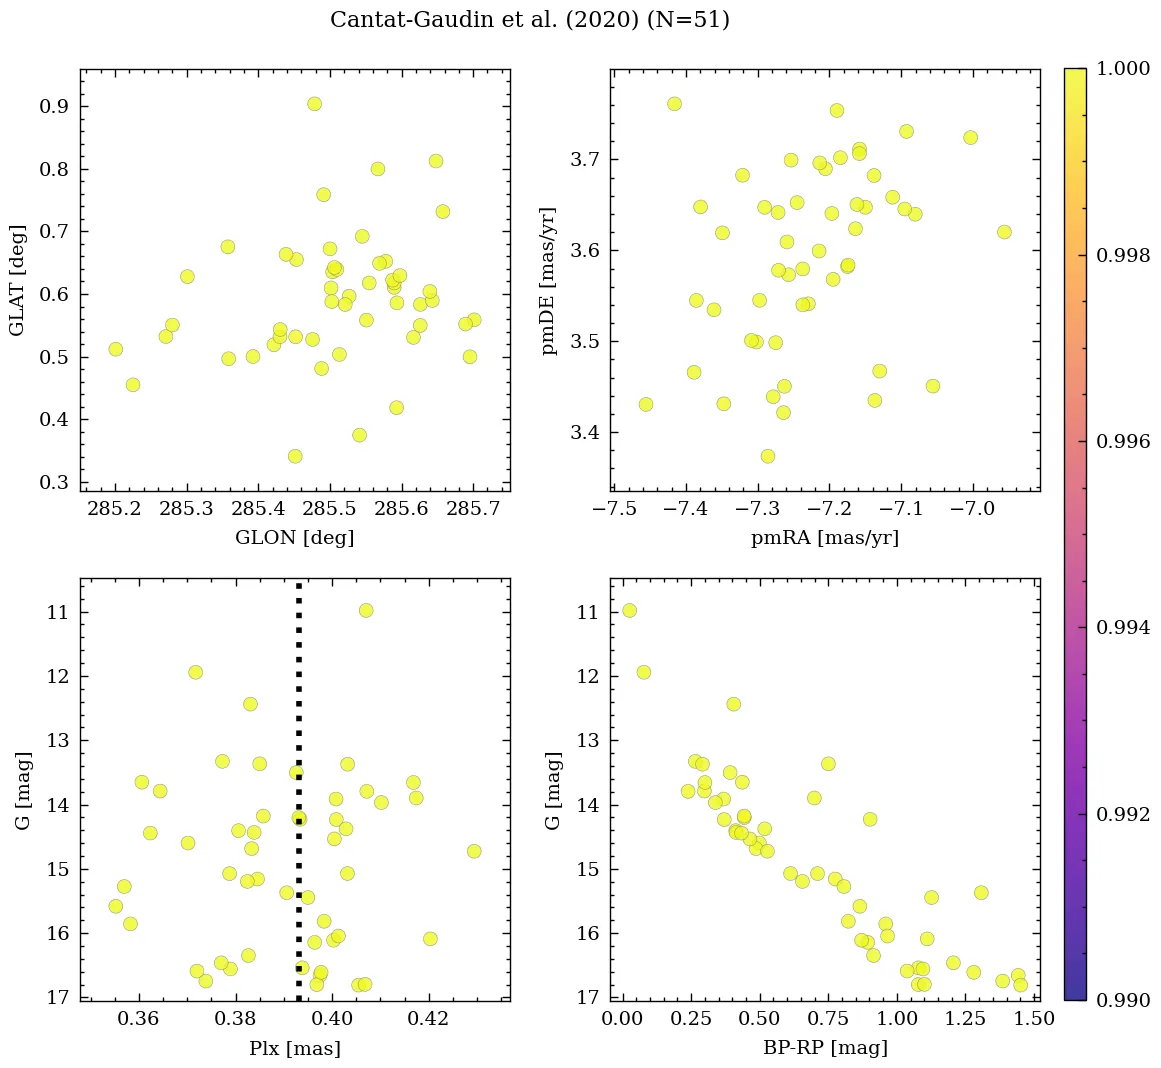 Cantat-Gaudin et al. (2020) (N=51)
GLAT [deg]
0.9
0.8
0.7
0.6
0.5
0.4
0.3
285.2 285.3 285.4 285.5 285.6 285.7
GLON [deg]
pmDE [mas/yr]
3.7
3.6
3.5
3.4
−7.5 −7.4 −7.3 −7.2 −7.1 −7.0
pmRA [mas/yr]
G [mag]
11
12
13
14
15
16
17
0.36 0.38 0.40 0.42
Plx [mas]
G [mag]
11
12
13
14
15
16
17
0.00 0.25 0.50 0.75 1.00 1.25 1.50
BP-RP [mag]
1.000
0.998
0.996
0.994
0.992
0.990